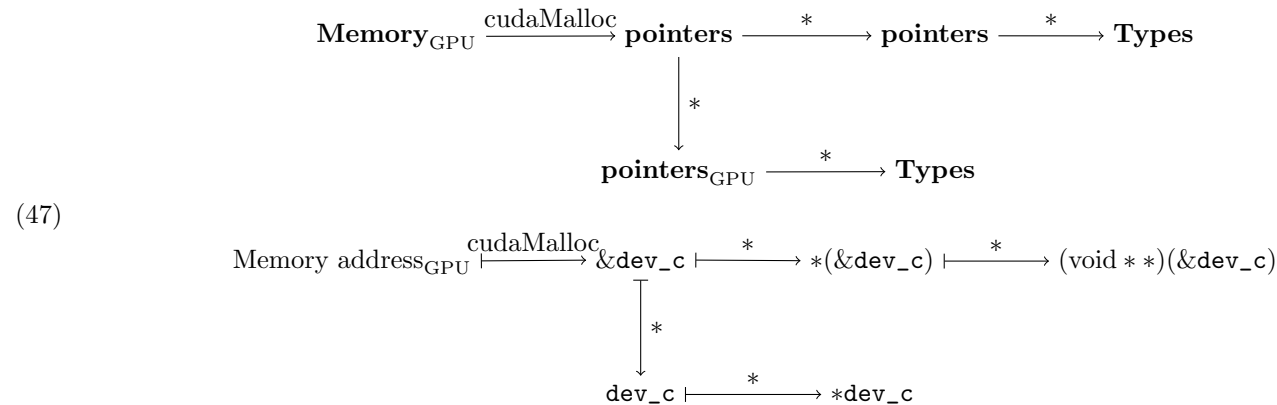 Memory_GPU cudaMalloc pointers * pointers * Types
*
pointers_GPU * Types
(47)
Memory address_GPU cudaMalloc &dev_c * *(&dev_c) * (void * *)(&dev_c)
*
dev_c * *dev_c